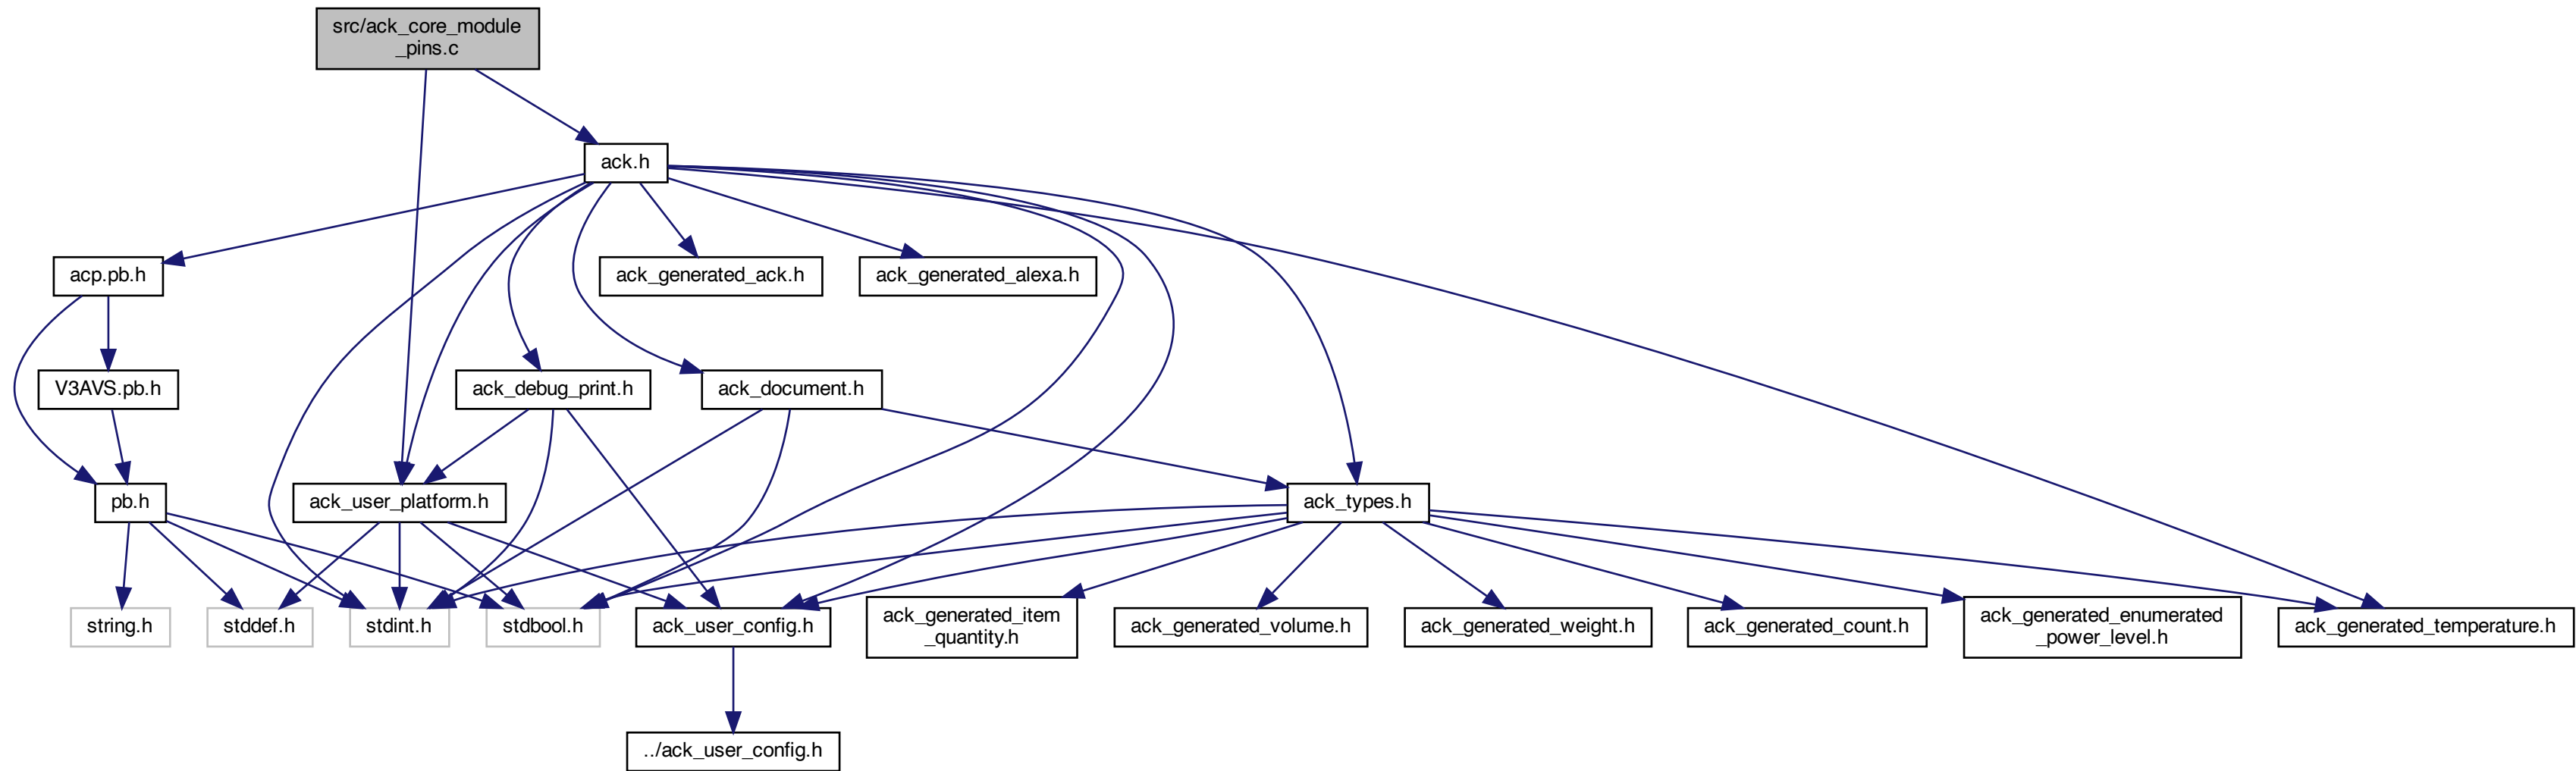 src/ack_core_module
_pins.c
ack.h
acp.pb.h
ack_generated_ack.h
ack_generated_alexa.h
V3AVS.pb.h
ack_debug_print.h
ack_document.h
pb.h
ack_user_platform.h
ack_types.h
string.h
stddef.h
stdint.h
stdbool.h
ack_user_config.h
ack_generated_item
_quantity.h
ack_generated_volume.h
ack_generated_weight.h
ack_generated_count.h
ack_generated_enumerated
_power_level.h
ack_generated_temperature.h
../ack_user_config.h